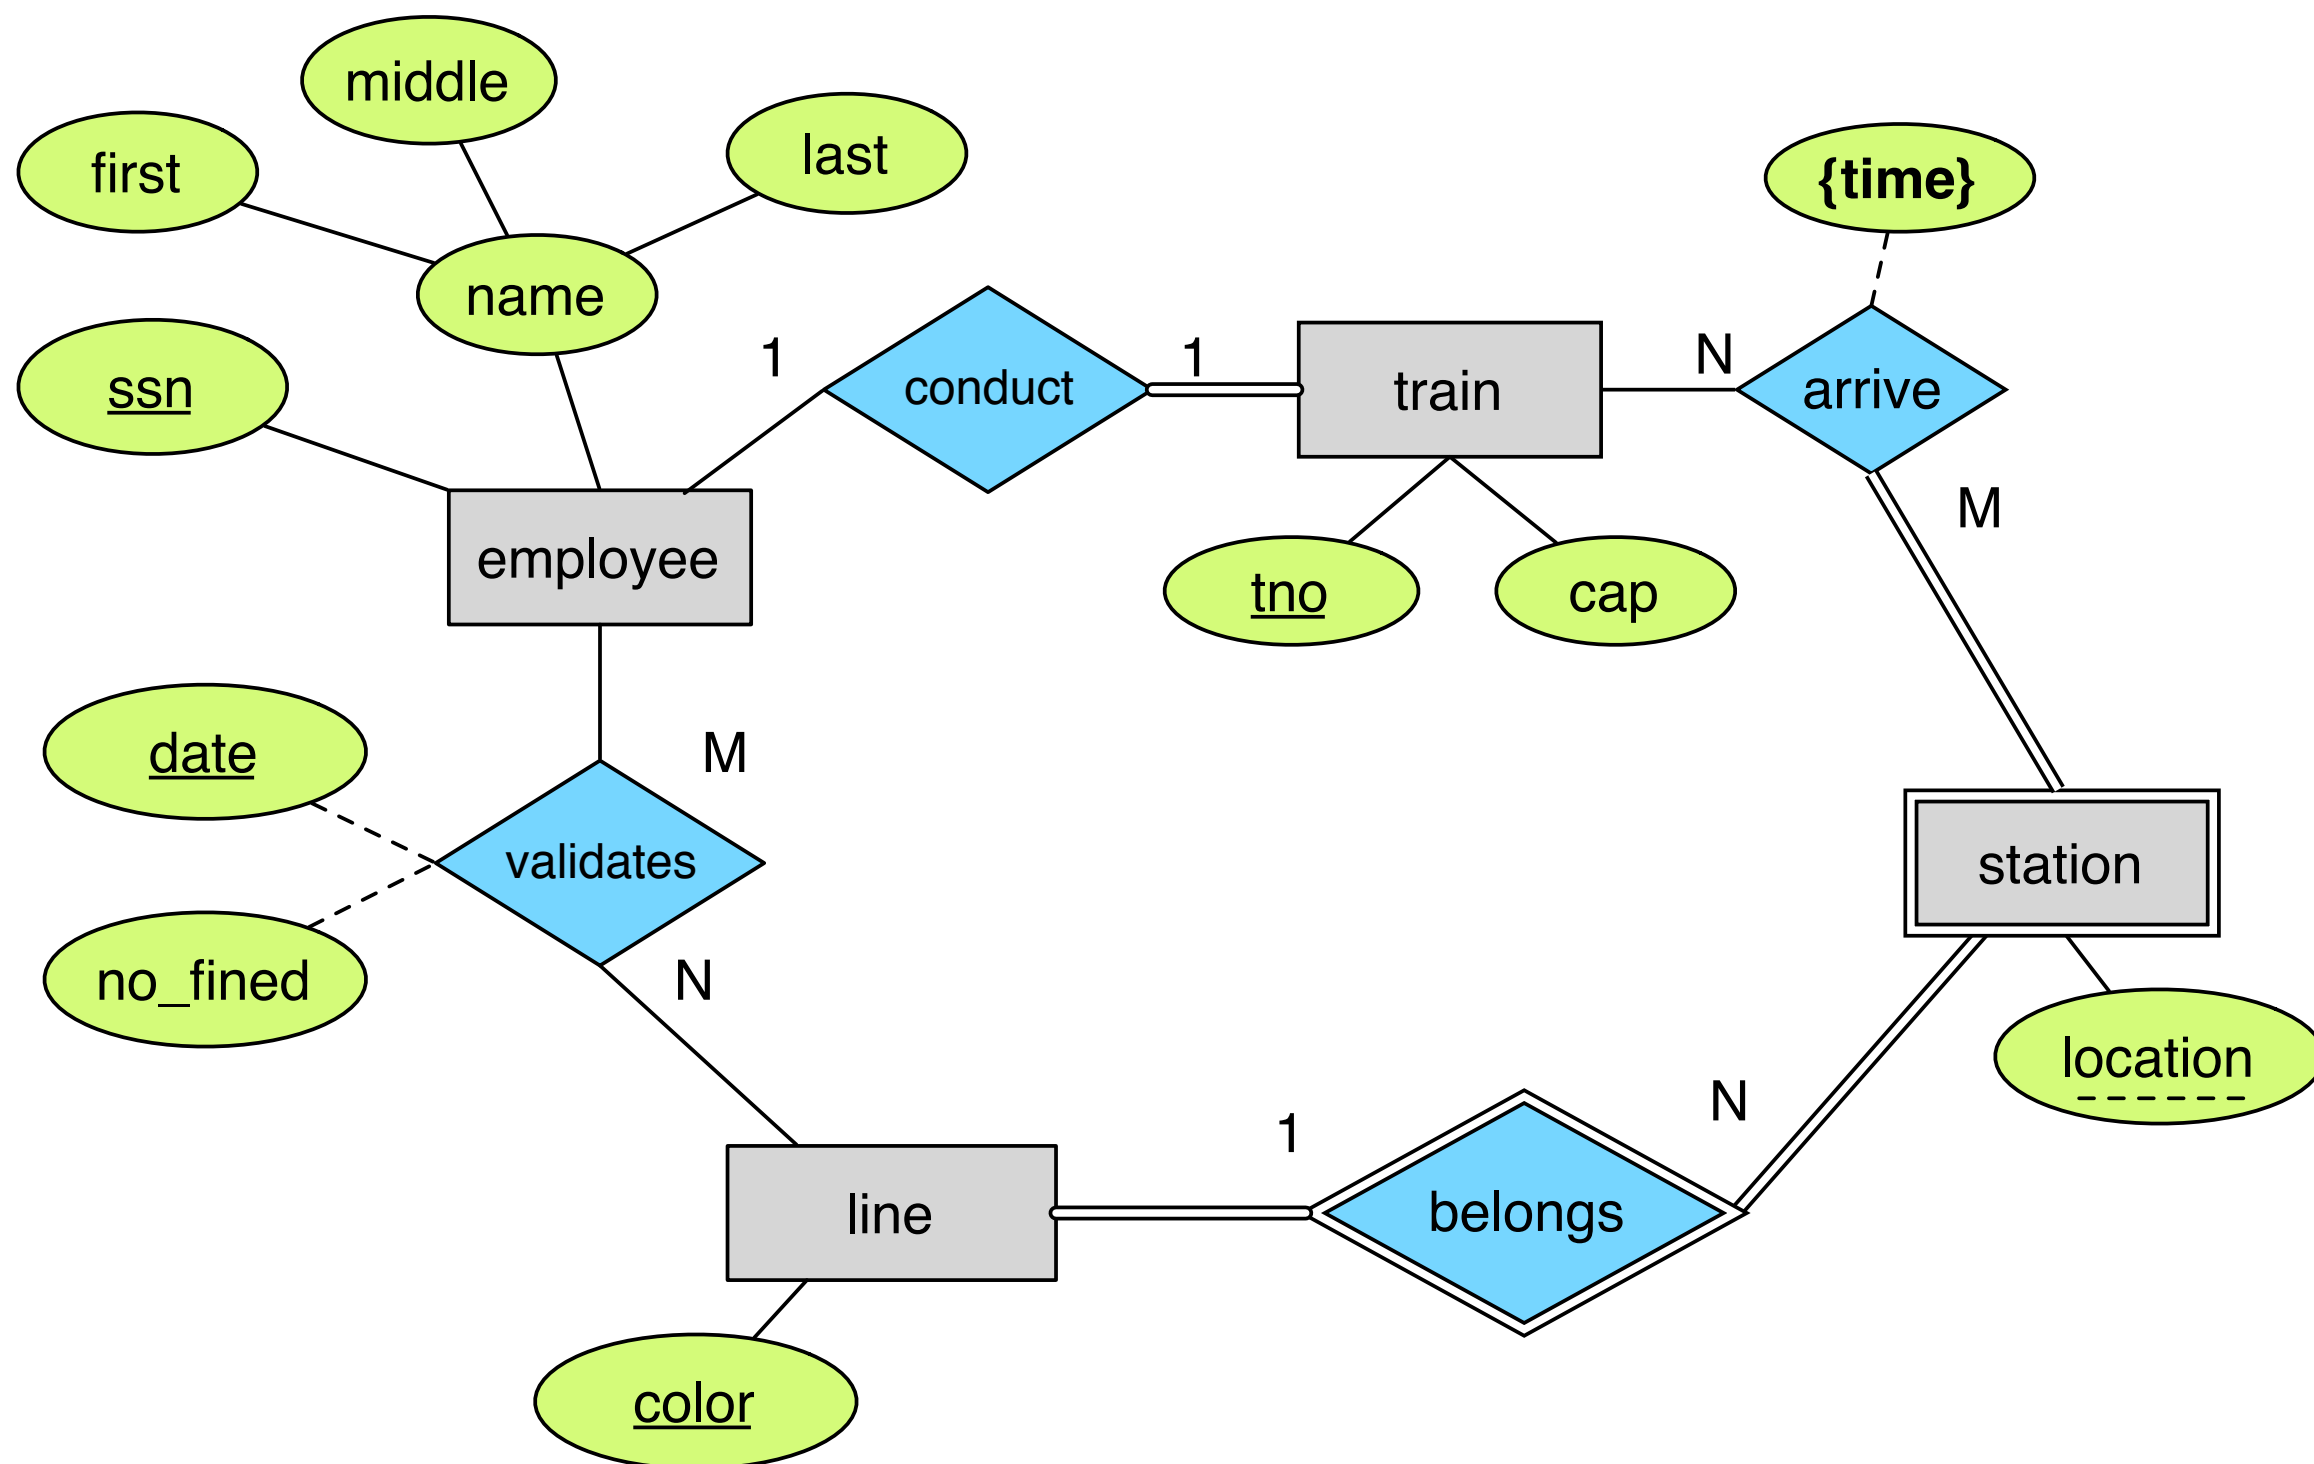 middle
last
first
{time}
name
1
1
N
ssn
conduct
train
arrive
M
employee
tno
cap
date
M
validates
station
no_fined
N
location
N
1
line
belongs
color